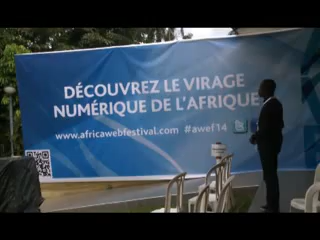 DÉCOUVREZ LE VIRAGE
NUMÉRIQUE DE L'AFRIQUE
www.africawebfestival.com #awef14